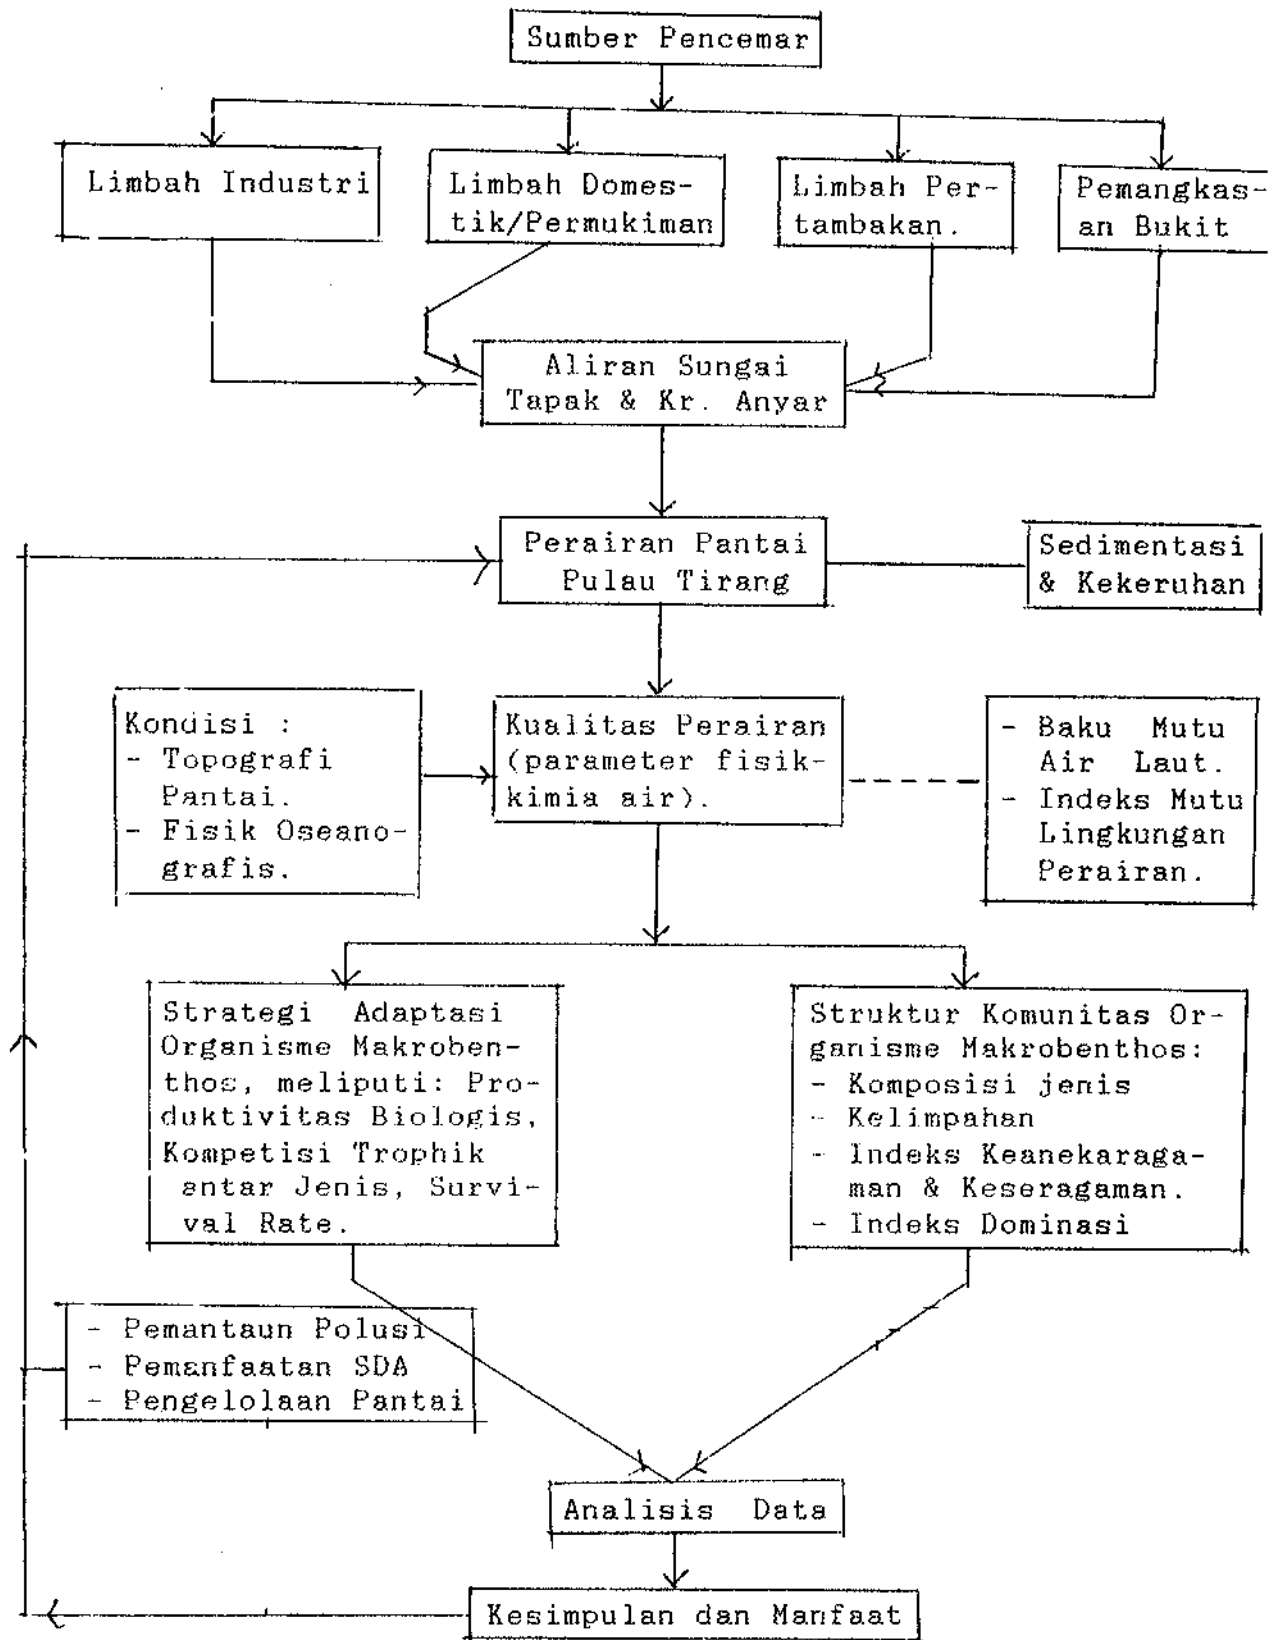 Sumber Pencemar
Limbah Industri
Limbah Domes-
tik/Permukiman
Limbah Per-
tambakan.
Pemangkas-
an Bukit
Aliran Sungai
Tapak & Kr. Anyar
Perairan Pantai
Pulau Tirang
Sedimentasi
& Kekeruhan
Kondisi :
- Topografi
Pantai.
- Fisik Oseano-
grafis.
Kualitas Perairan
(parameter fisik-
kimia air).
- Baku Mutu
Air Laut.
- Indeks Mutu
Lingkungan
Perairan.
Strategi Adaptasi
Organisme Makroben-
thos, meliputi: Pro-
duktivitas Biologis,
Kompetisi Trophik
antar Jenis, Survi-
val Rate.
Struktur Komunitas Or-
ganisme Makrobenthos:
- Komposisi jenis
- Kelimpahan
- Indeks Keanekaraga-
man & Keseragaman.
- Indeks Dominasi
- Pemantaun Polusi
- Pemanfaatan SDA
- Pengelolaan Pantai
Analisis Data
Kesimpulan dan Manfaat